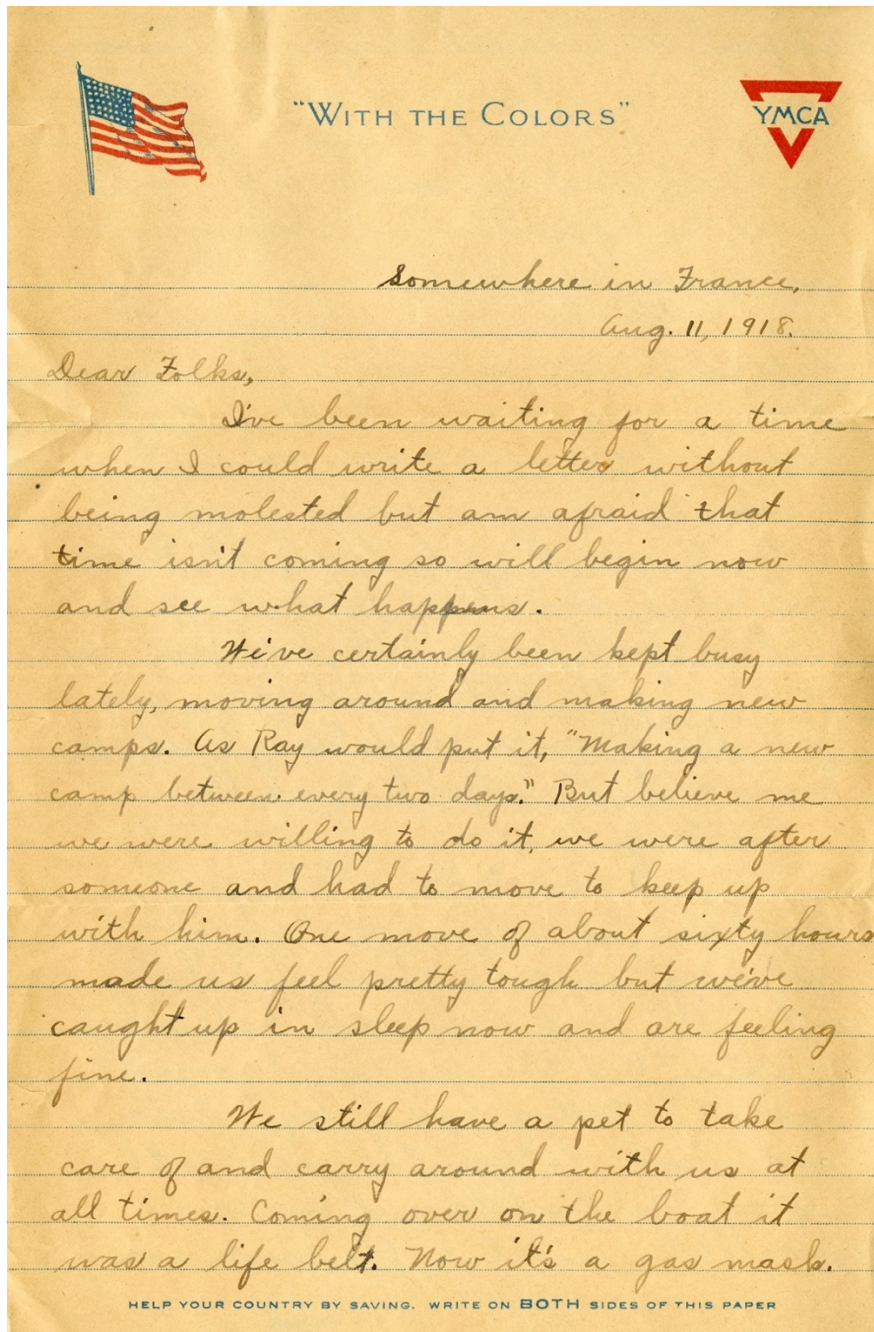 "WITH THE COLORS"
YMCA
Somewhere in France,
Aug. 11, 1918.
Dear Folks,
I've been waiting for a time
when I could write a letter without
being molested but am afraid that
time isn't coming so will begin now
and see what happens.
We've certainly been kept busy
lately, moving around and making new
camps. As Ray would put it, "Making a new
camp between every two days." But believe me
we were willing to do it, we were after
someone and had to move to keep up
with him. One move of about sixty hours
made us feel pretty tough but we've
caught up in sleep now and are feeling
fine.
We still have a pet to take
care of and carry around with us at
all times. Coming over on the boat it
was a life belt. Now it's a gas mask.
HELP YOUR COUNTRY BY SAVING. WRITE ON BOTH SIDES OF THIS PAPER